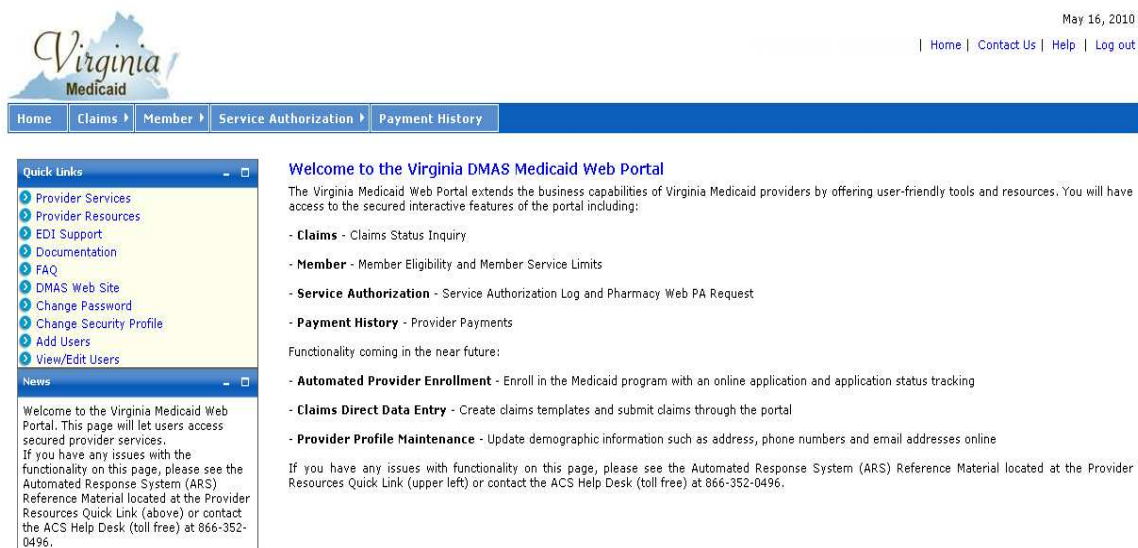 May 16, 2010
Virginia
Medicaid
| Home | Contact Us | Help | Log out
Home Claims Member Service Authorization Payment History
Quick Links
Provider Services
Provider Resources
EDI Support
Documentation
FAQ
DMAS Web Site
Change Password
Change Security Profile
Add Users
View/Edit Users
News
Welcome to the Virginia Medicaid Web
Portal. This page will let users access
secured provider services.
If you have any issues with the
functionality on this page, please see the
Automated Response System (ARS)
Reference Material located at the Provider
Resources Quick Link (above) or contact
the ACS Help Desk (toll free) at 866-352-
0496.
Welcome to the Virginia DMAS Medicaid Web Portal
The Virginia Medicaid Web Portal extends the business capabilities of Virginia Medicaid providers by offering user-friendly tools and resources. You will have
access to the secured interactive features of the portal including:
- Claims - Claims Status Inquiry
- Member - Member Eligibility and Member Service Limits
- Service Authorization - Service Authorization Log and Pharmacy Web PA Request
- Payment History - Provider Payments
Functionality coming in the near future:
- Automated Provider Enrollment - Enroll in the Medicaid program with an online application and application status tracking
- Claims Direct Data Entry - Create claims templates and submit claims through the portal
- Provider Profile Maintenance - Update demographic information such as address, phone numbers and email addresses online
If you have any issues with functionality on this page, please see the Automated Response System (ARS) Reference Material located at the Provider
Resources Quick Link (upper left) or contact the ACS Help Desk (toll free) at 866-352-0496.